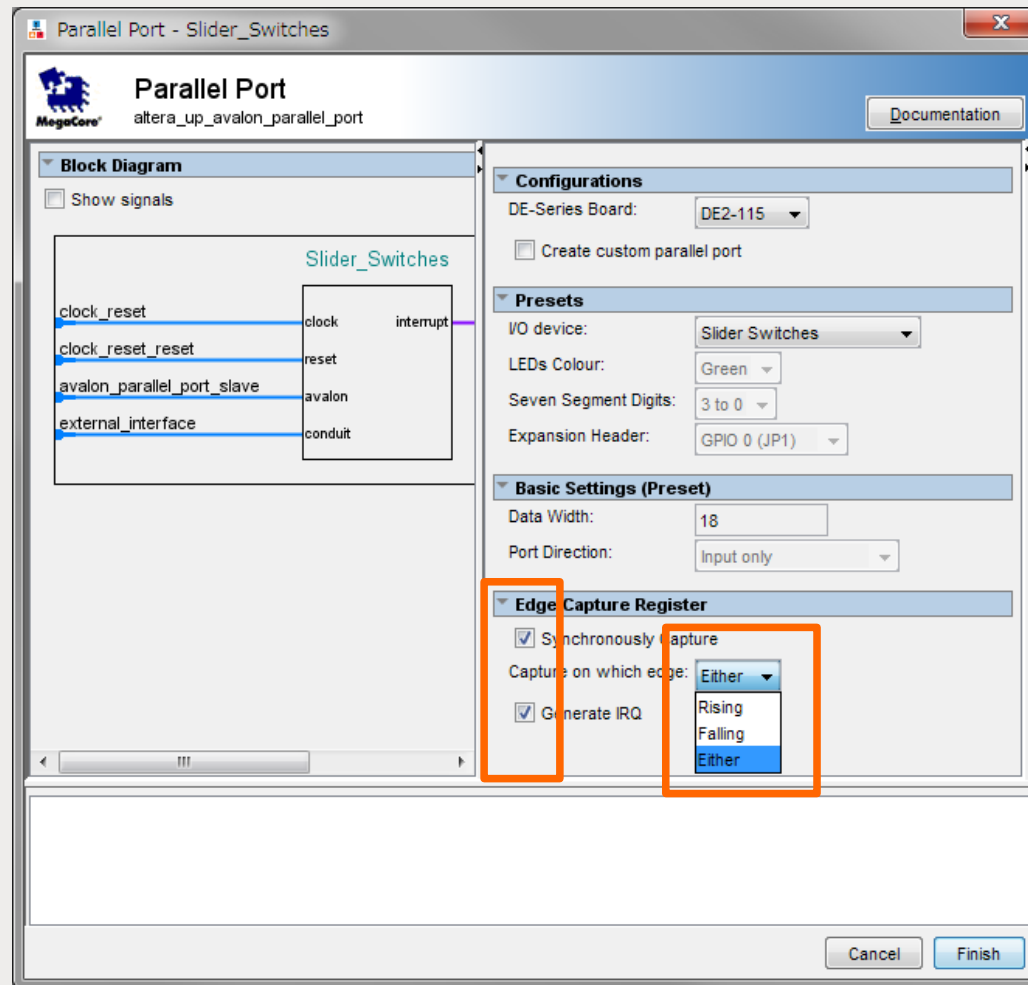 Parallel Port - Slider_Switches
MegaCore®
Parallel Port
altera_up_avalon_parallel_port
Documentation
Block Diagram
Show signals
Slider_Switches
clock_reset
clock
interrupt
clock_reset_reset
reset
avalon_parallel_port_slave
avalon
external_interface
conduit
Configurations
DE-Series Board: DE2-115
Create custom parallel port
Presets
I/O device: Slider Switches
LEDs Colour: Green
Seven Segment Digits: 3 to 0
Expansion Header: GPIO 0 (JP1)
Basic Settings (Preset)
Data Width: 18
Port Direction: Input only
Edge Capture Register
Synchronously Capture
Capture on which edge: Either
Rising
Generate IRQ
Falling
Either
Cancel
Finish